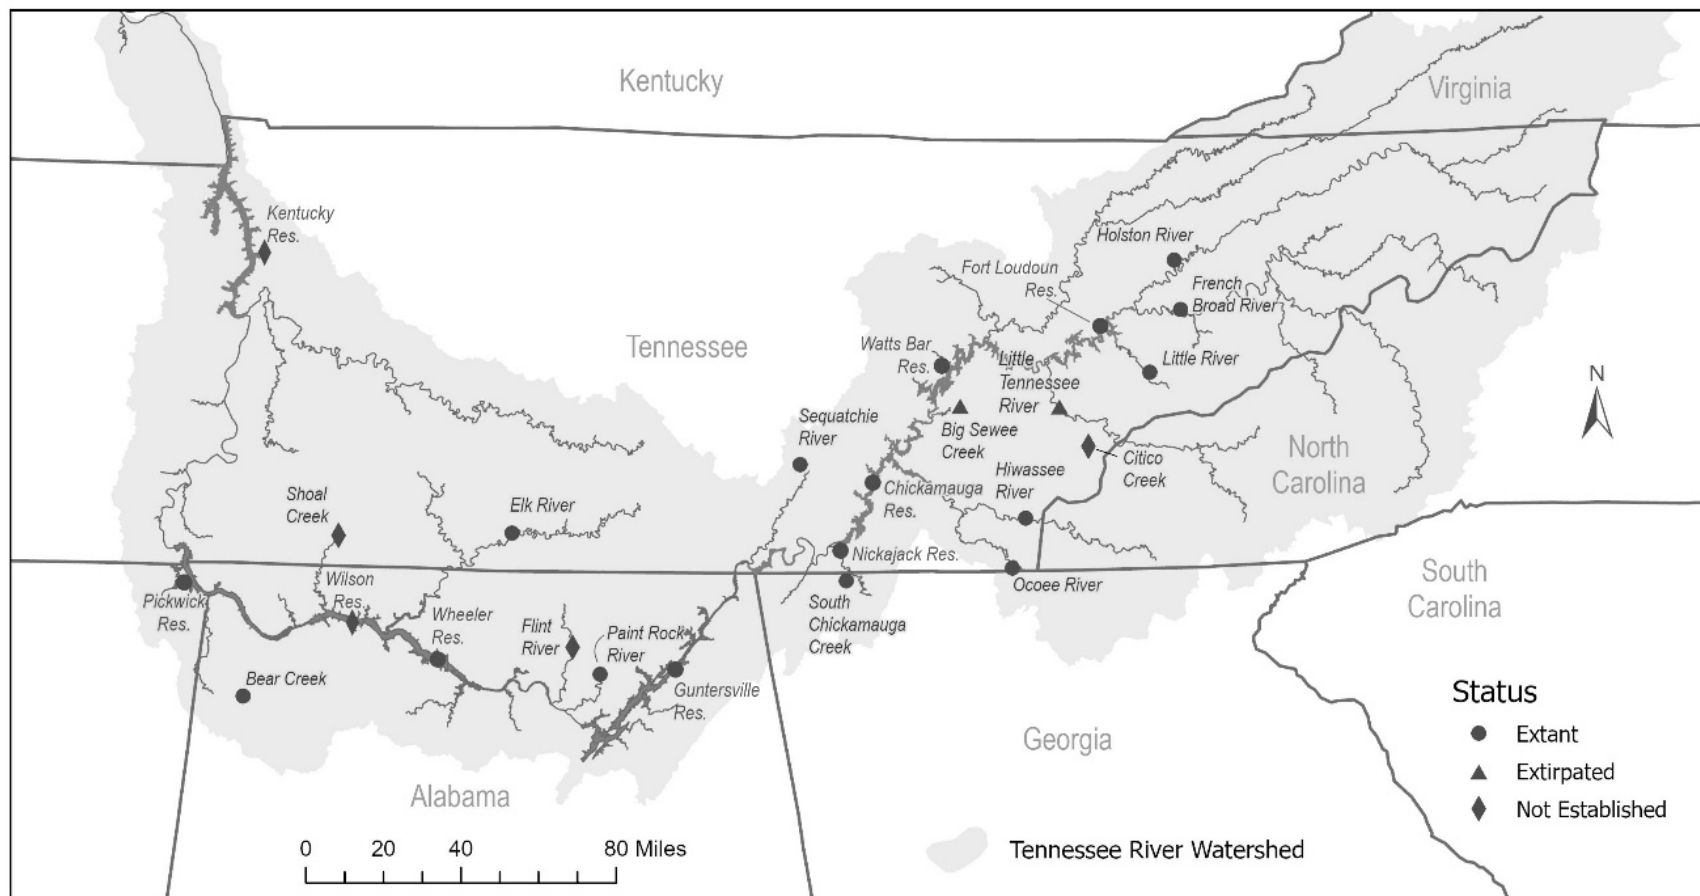 Kentucky
Virginia
Kentucky
Res.
Holston River
Fort Loudoun
Res.
French
Broad River
Tennessee
Watts Bar
Res.
Little
Tennessee
River
Little River
Sequatchie
River
Big Sewee
Creek
Citico
Creek
North
Carolina
N
Hiwassee
River
Chickamauga
Res.
Shoal
Creek
Elk River
Nickajack Res.
Ocoee River
South
Carolina
Pickwick
Res.
Wilson
Res.
Wheeler
Res.
Flint
River
Paint Rock
River
South
Chickamauga
Creek
Bear Creek
Guntersville
Res.
Georgia
Alabama
Status
Extant
Extirpated
Not Established
0 20 40 80 Miles
Tennessee River Watershed